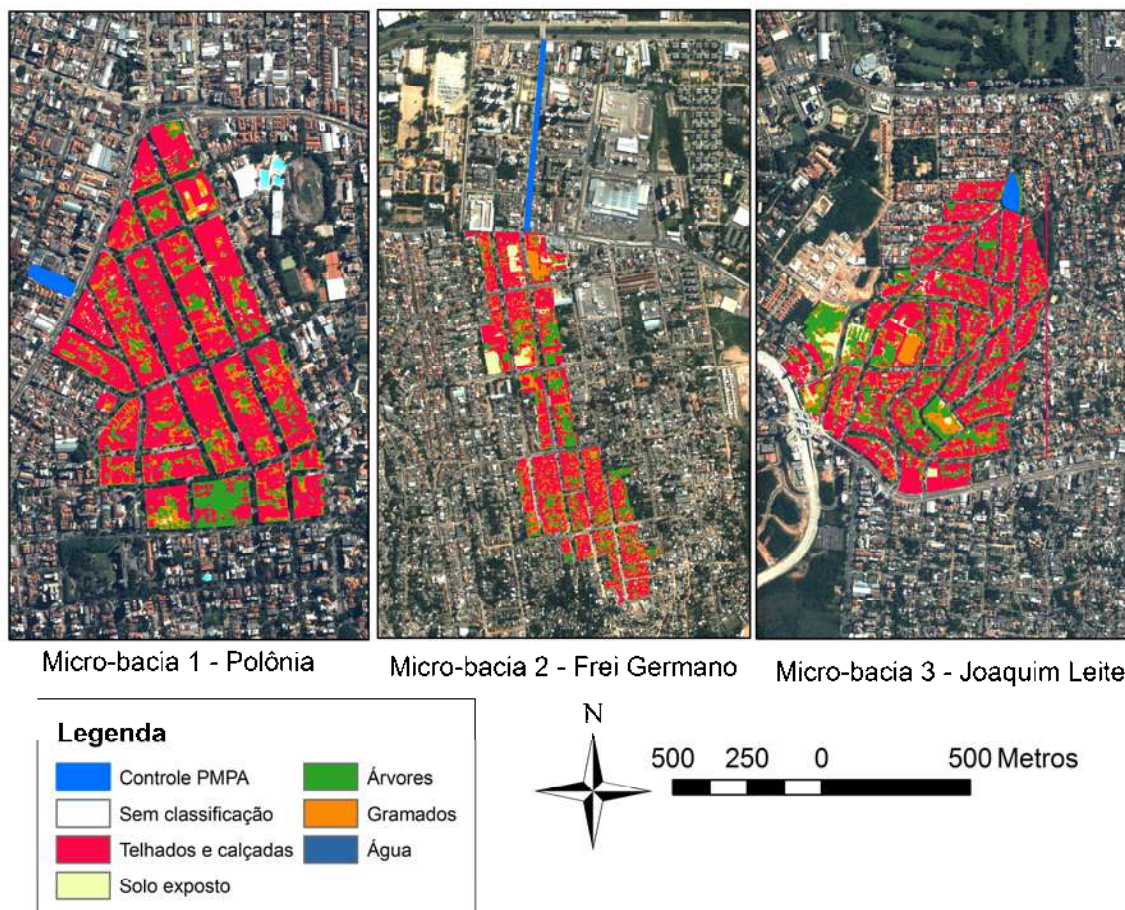 Micro-bacia 1 - Polônia
Micro-bacia 2 - Frei Germano
Micro-bacia 3 - Joaquim Leite
Legenda
Controle PMPA
Sem classificação
Telhados e calçadas
Solo exposto
Árvores
Gramados
Água
N
500 250 0 500 Metros